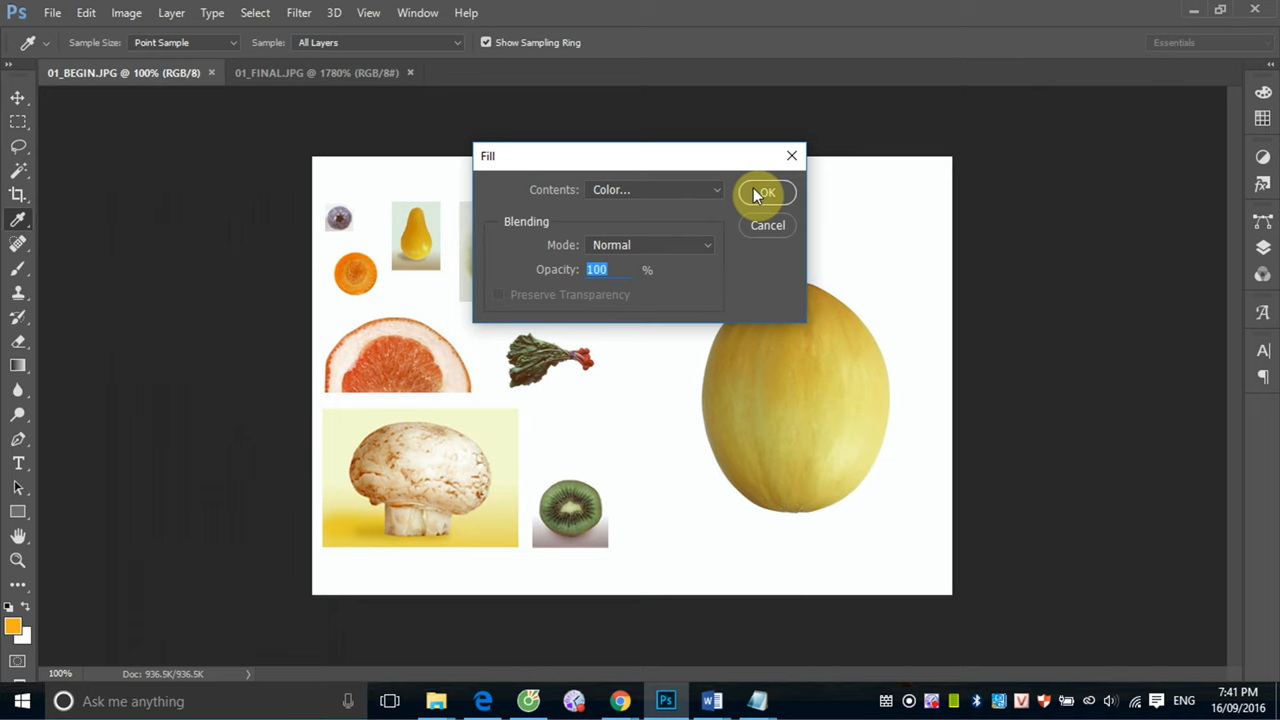 Ps File Edit Image Layer Type Select Filter 3D View Window Help
Sample Size: Point Sample Sample: All Layers Show Sampling Ring Essentials
01_BEGIN.JPG @ 100% (RGB/8) × 01_FINAL.JPG @ 1780% (RGB/8#) ×
Fill
Contents: Color... OK
Blending
Cancel
Mode: Normal
Opacity: 100 %
Preserve Transparency
100% Doc: 936.5K/936.5K
Ask me anything
Ps
ENG
7:41 PM
16/09/2016